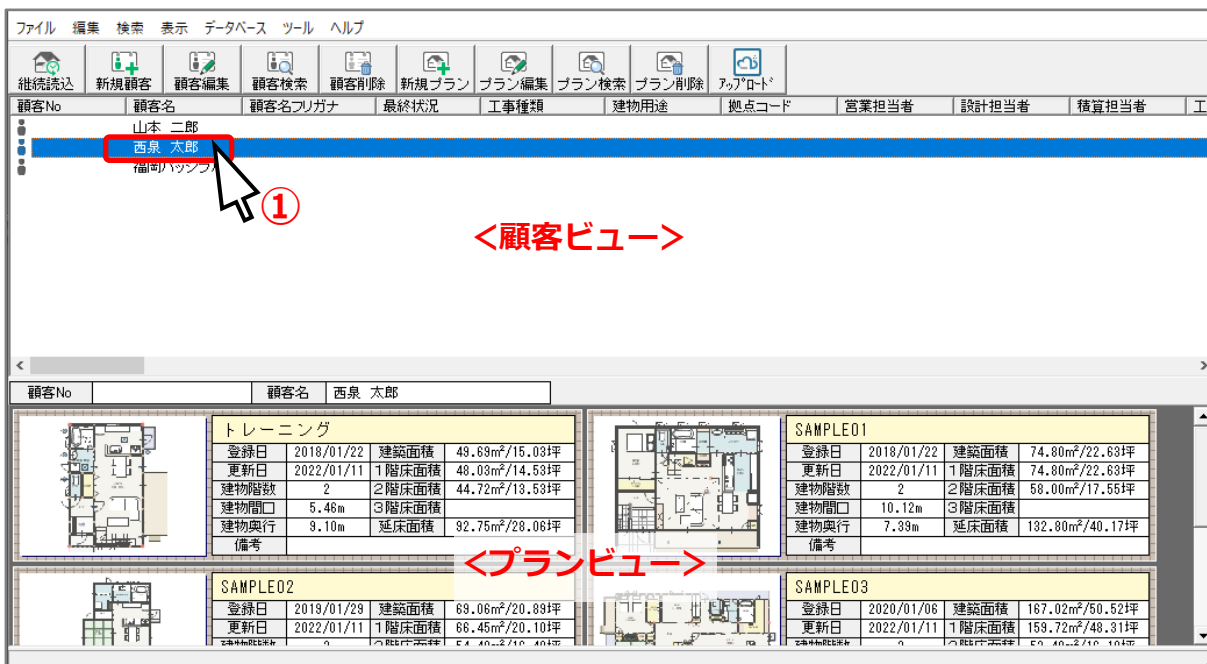 ファイル 編集 検索 表示 データベース ツール ヘルプ
継続読込 新規顧客 顧客編集 顧客検索 顧客削除 新規プラン プラン編集 プラン検索 プラン削除 アップロード
顧客No 顧客名 顧客名フリガナ 最終状況 工事種類 建物用途 拠点コード 営業担当者 設計担当者 積算担当者 工
山本 二郎
西泉 太郎
①
<顧客ビュー>
顧客No 顧客名 西泉 太郎
トレーニング
登録日 2018/01/22 建築面積 49.69m²/15.03坪
更新日 2022/01/11 1階床面積 48.03m²/14.53坪
建物階数 2 2階床面積 44.72m²/13.53坪
建物間口 5.46m 3階床面積
建物奥行 9.10m 延床面積 92.75m²/28.06坪
備考
SAMPLE01
登録日 2018/01/22 建築面積 74.80m²/22.63坪
更新日 2022/01/11 1階床面積 74.80m²/22.63坪
建物階数 2 2階床面積 58.00m²/17.55坪
建物間口 10.12m 3階床面積
建物奥行 7.39m 延床面積 132.80m²/40.17坪
備考
<プランビュー>
SAMPLE02
登録日 2019/01/29 建築面積 69.06m²/20.89坪
更新日 2022/01/11 1階床面積 66.45m²/20.10坪
SAMPLE03
登録日 2020/01/06 建築面積 167.02m²/50.52坪
更新日 2022/01/11 1階床面積 159.72m²/48.31坪